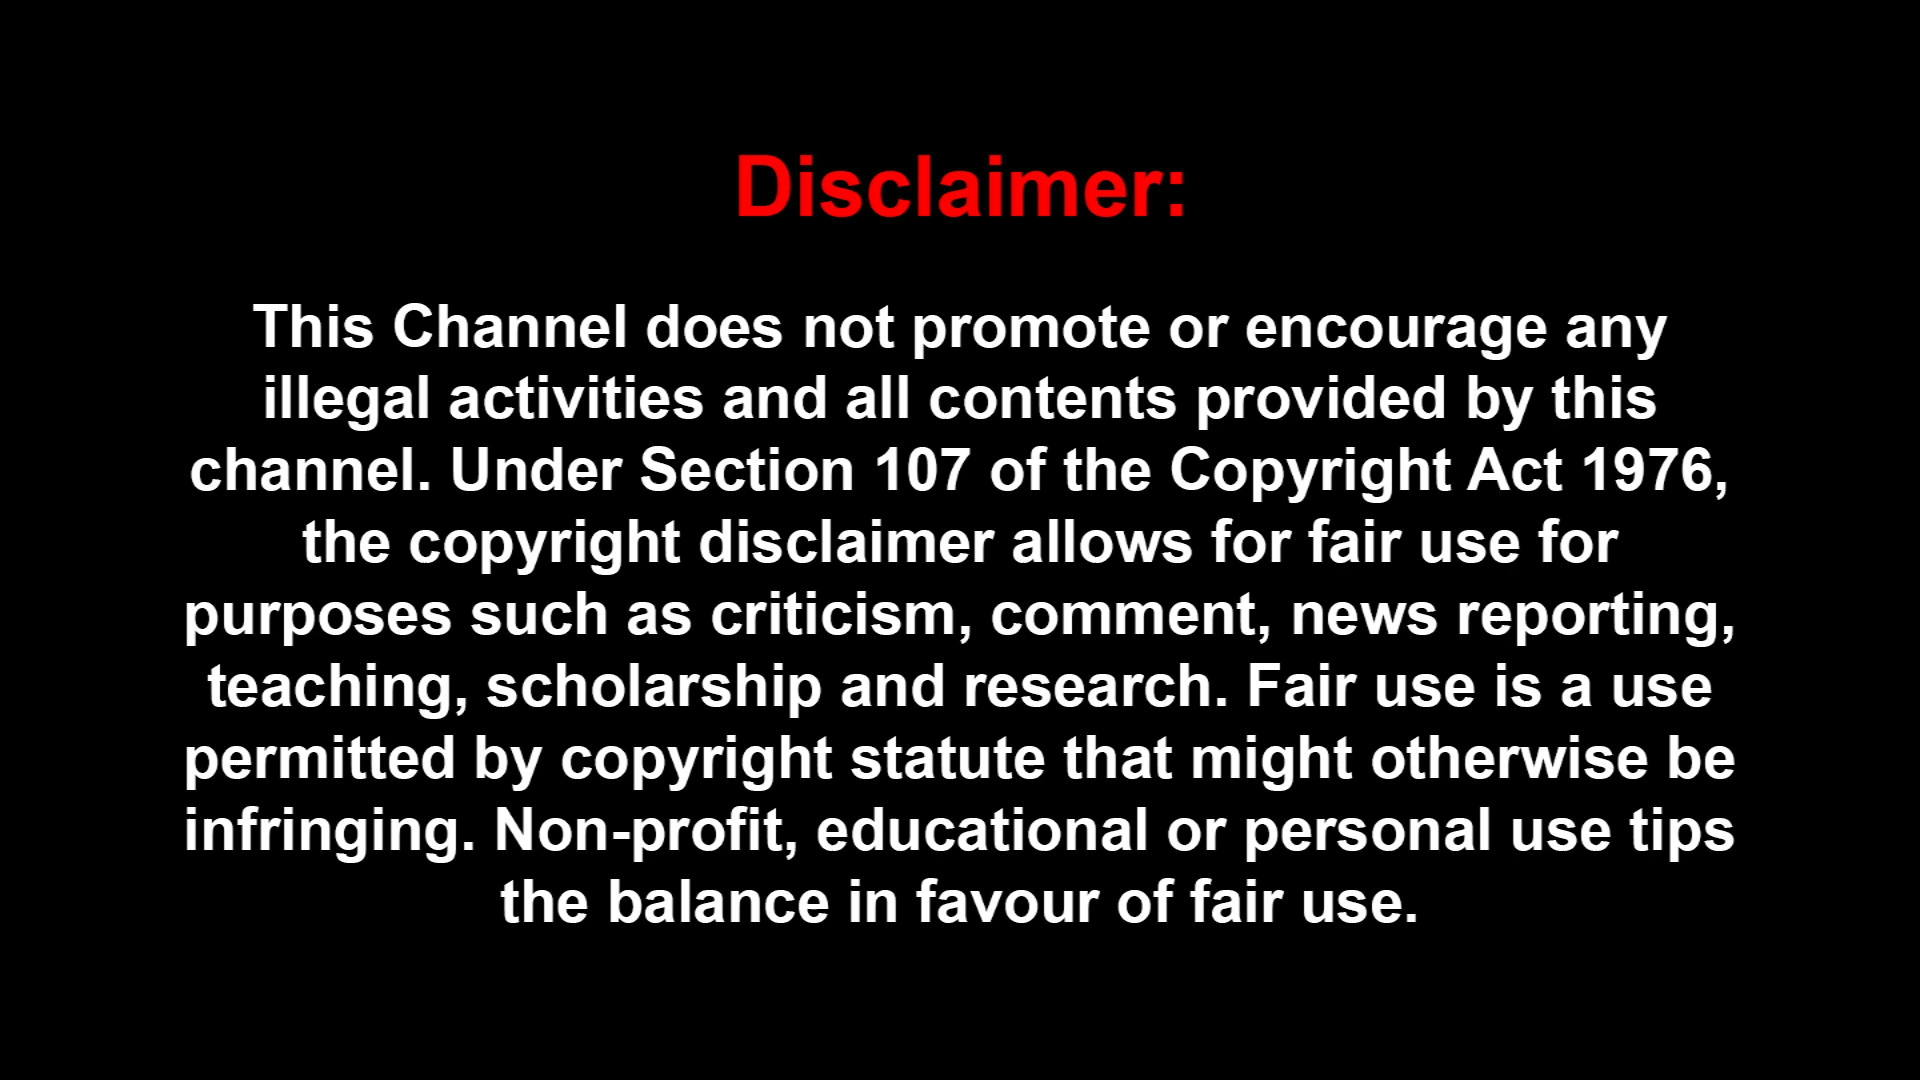 Disclaimer:
This Channel does not promote or encourage any
illegal activities and all contents provided by this
channel. Under Section 107 of the Copyright Act 1976,
the copyright disclaimer allows for fair use for
purposes such as criticism, comment, news reporting,
teaching, scholarship and research. Fair use is a use
permitted by copyright statute that might otherwise be
infringing. Non-profit, educational or personal use tips
the balance in favour of fair use.